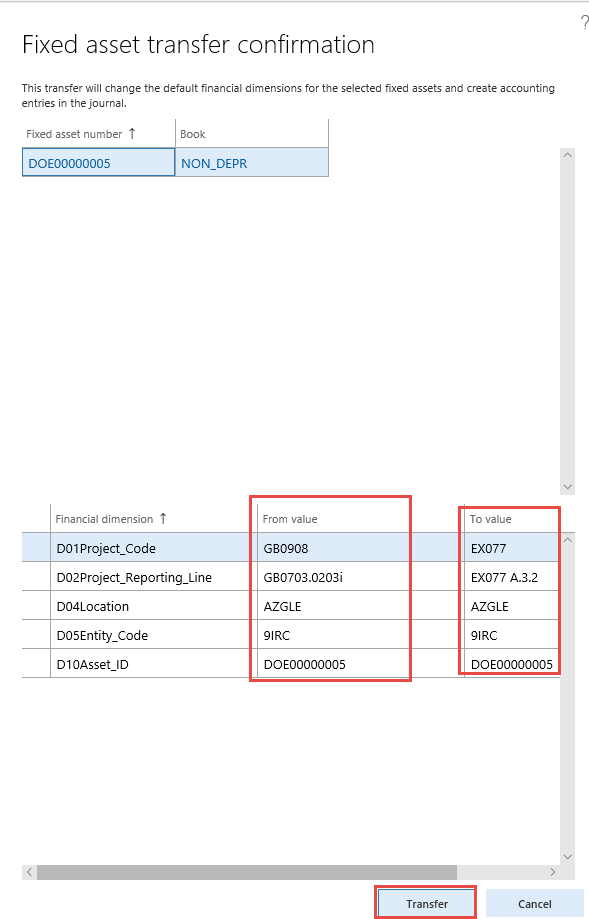 ?
Fixed asset transfer confirmation
This transfer will change the default financial dimensions for the selected fixed assets and create accounting
entries in the journal.
Fixed asset number ↑ Book
DOE00000005 NON_DEPR
Financial dimension ↑ From value To value
D01Project_Code GB0908 EX077
D02Project_Reporting_Line GB0703.0203i EX077 A.3.2
D04Location AZGLE AZGLE
D05Entity_Code 9IRC 9IRC
D10Asset_ID DOE00000005 DOE00000005
Transfer Cancel